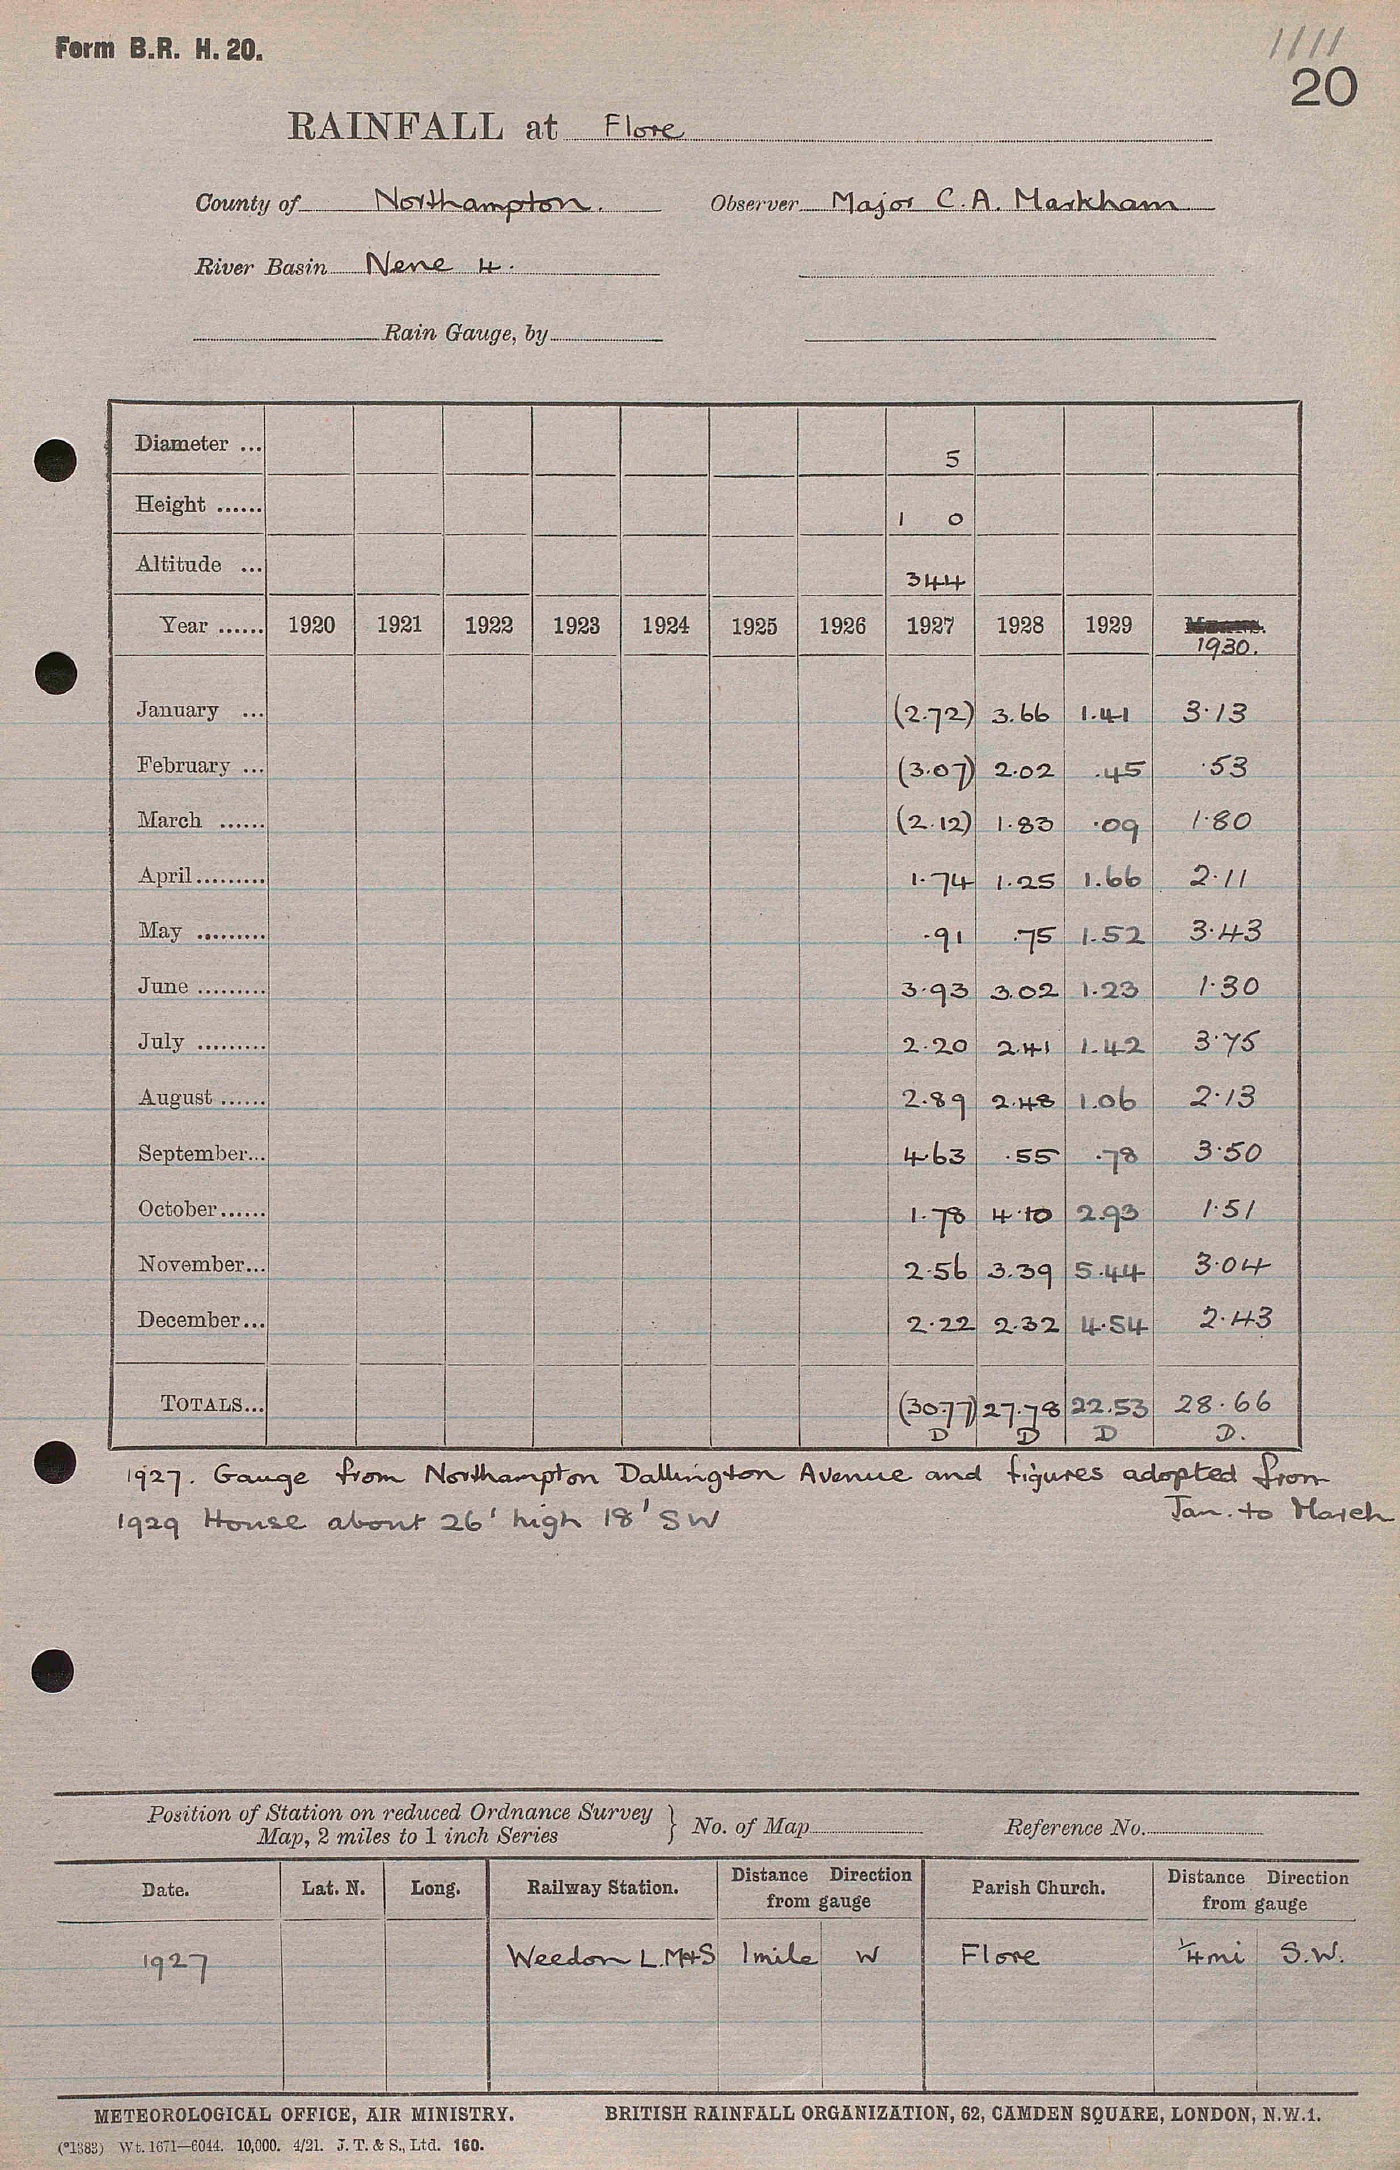 Form B.R. H. 20.
1111
20
RAINFALL at Flore
County of Northampton. Observer Major C. A. Markham
River Basin Nene 4.
Rain Gauge, by
Diameter ... 5
Height ...... 1 0
Altitude ... 344
Year ...... 1920 1921 1922 1923 1924 1925 1926 1927 1928 1929 1930.
January ... (2.72) 3.66 1.41 3.13
February ... (3.07) 2.02 .45 .53
March ...... (2.12) 1.83 .09 1.80
April......... 1.74 1.25 1.66 2.11
May ......... .91 .75 1.52 3.43
June ......... 3.93 3.02 1.23 1.30
July ......... 2.20 2.41 1.42 3.75
August ...... 2.89 2.48 1.06 2.13
September... 4.63 .55 .78 3.50
October...... 1.78 4.10 2.93 1.51
November... 2.56 3.39 5.44 3.04
December... 2.22 2.32 4.54 2.43
TOTALS... (30.77) 27.78 22.53 28.66
D D D D.
1927. Gauge from Northampton Dallington Avenue and figures adopted from
Jan. to March
1929 House about 26' high 18' SW
Position of Station on reduced Ordnance Survey
Map, 2 miles to 1 inch Series } No. of Map Reference No.
Date. Lat. N. Long. Railway Station. Distance Direction from gauge Parish Church. Distance Direction from gauge
1927 Weedon L.M+S 1 mile W Flore ¼ mi S.W.
METEOROLOGICAL OFFICE, AIR MINISTRY. BRITISH RAINFALL ORGANIZATION, 62, CAMDEN SQUARE, LONDON, N.W.1.
(*1383) Wt. 1671—6044. 10,000. 4/21. J. T. & S., Ltd. 160.